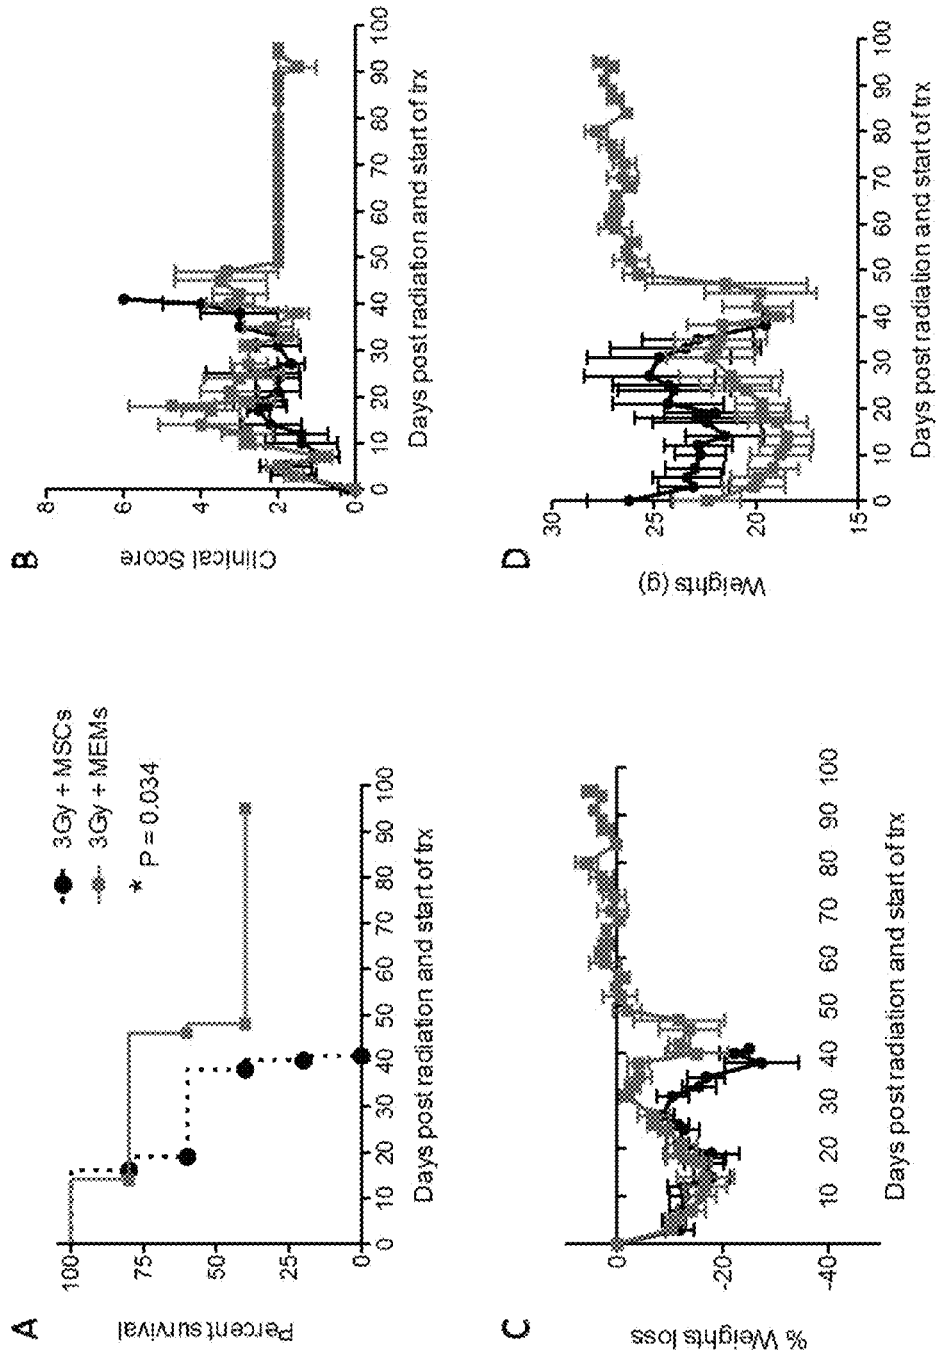 A
Percent survival
100
75
50
25
0
0 10 20 30 40 50 60 70 80 90 100
Days post radiation and start of trx
3Gy + MSCs
3Gy + MEMs
* P = 0.034
B
Clinical Score
8
6
4
2
0
0 10 20 30 40 50 60 70 80 90 100
Days post radiation and start of trx
C
% Weights loss
0
-20
-40
10 20 30 40 50 60 70 80 90 100
Days post radiation and start of trx
D
Weights (g)
30
25
20
15
0 10 20 30 40 50 60 70 80 90 100
Days post radiation and start of trx